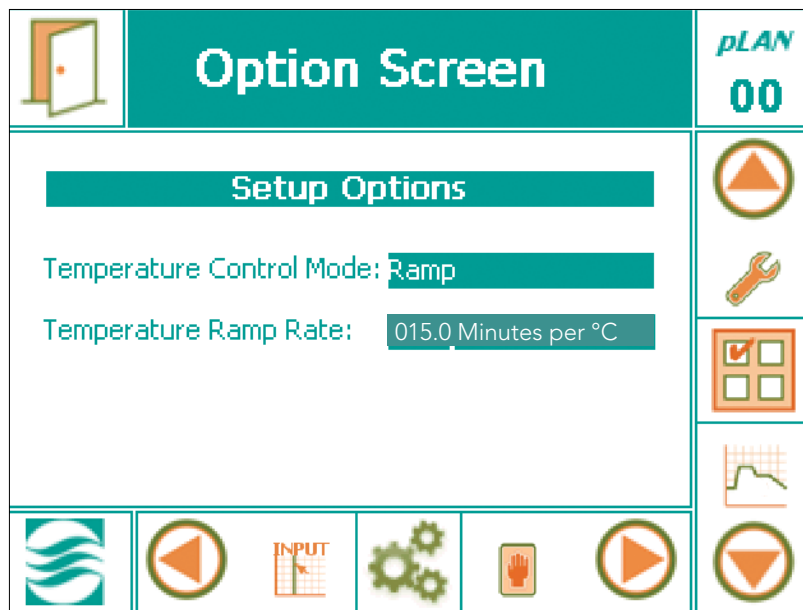 Option Screen
pLAN
00
Setup Options
Temperature Control Mode: Ramp
Temperature Ramp Rate: 015.0 Minutes per °C
INPUT